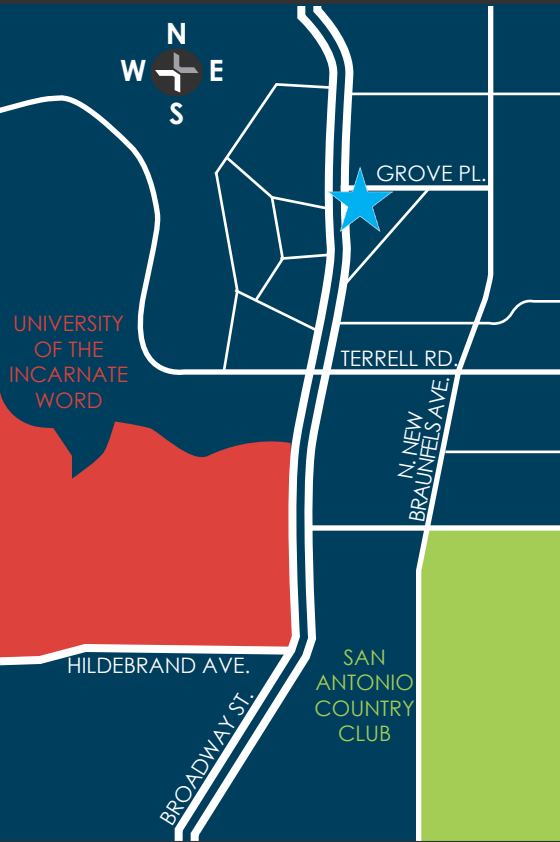 N
W E
S
GROVE PL.
UNIVERSITY
OF THE
INCARNATE
WORD
TERRELL RD.
N. NEW
BRAUNFELS AVE.
HILDEBRAND AVE.
SAN
ANTONIO
COUNTRY
CLUB
BROADWAY ST.